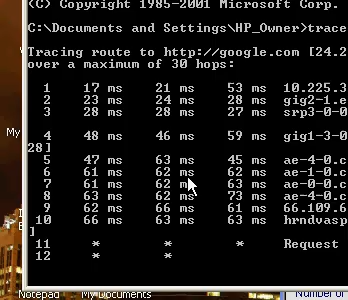 (C) Copyright 1985-2001 Microsoft Corp.
C:\Documents and Settings\HP_Owner>trace
Tracing route to http://google.com [24.2
over a maximum of 30 hops:
1 17 ms 21 ms 53 ms 10.225.3
2 23 ms 24 ms 28 ms gig2-1.e
3 28 ms 28 ms 27 ms srp3-0-0
4 48 ms 46 ms 59 ms gig1-3-0
28]
5 47 ms 63 ms 45 ms ae-4-0.c
6 61 ms 62 ms 62 ms ae-1-0.c
7 61 ms 62 ms 63 ms ae-0-0.c
8 63 ms 62 ms 73 ms ae-4-0.c
9 62 ms 66 ms 61 ms 66.109.6
10 66 ms 63 ms 63 ms hrndvasp
]
11 * * * Request
12 * *
My
Notepad
My Documents
Number of